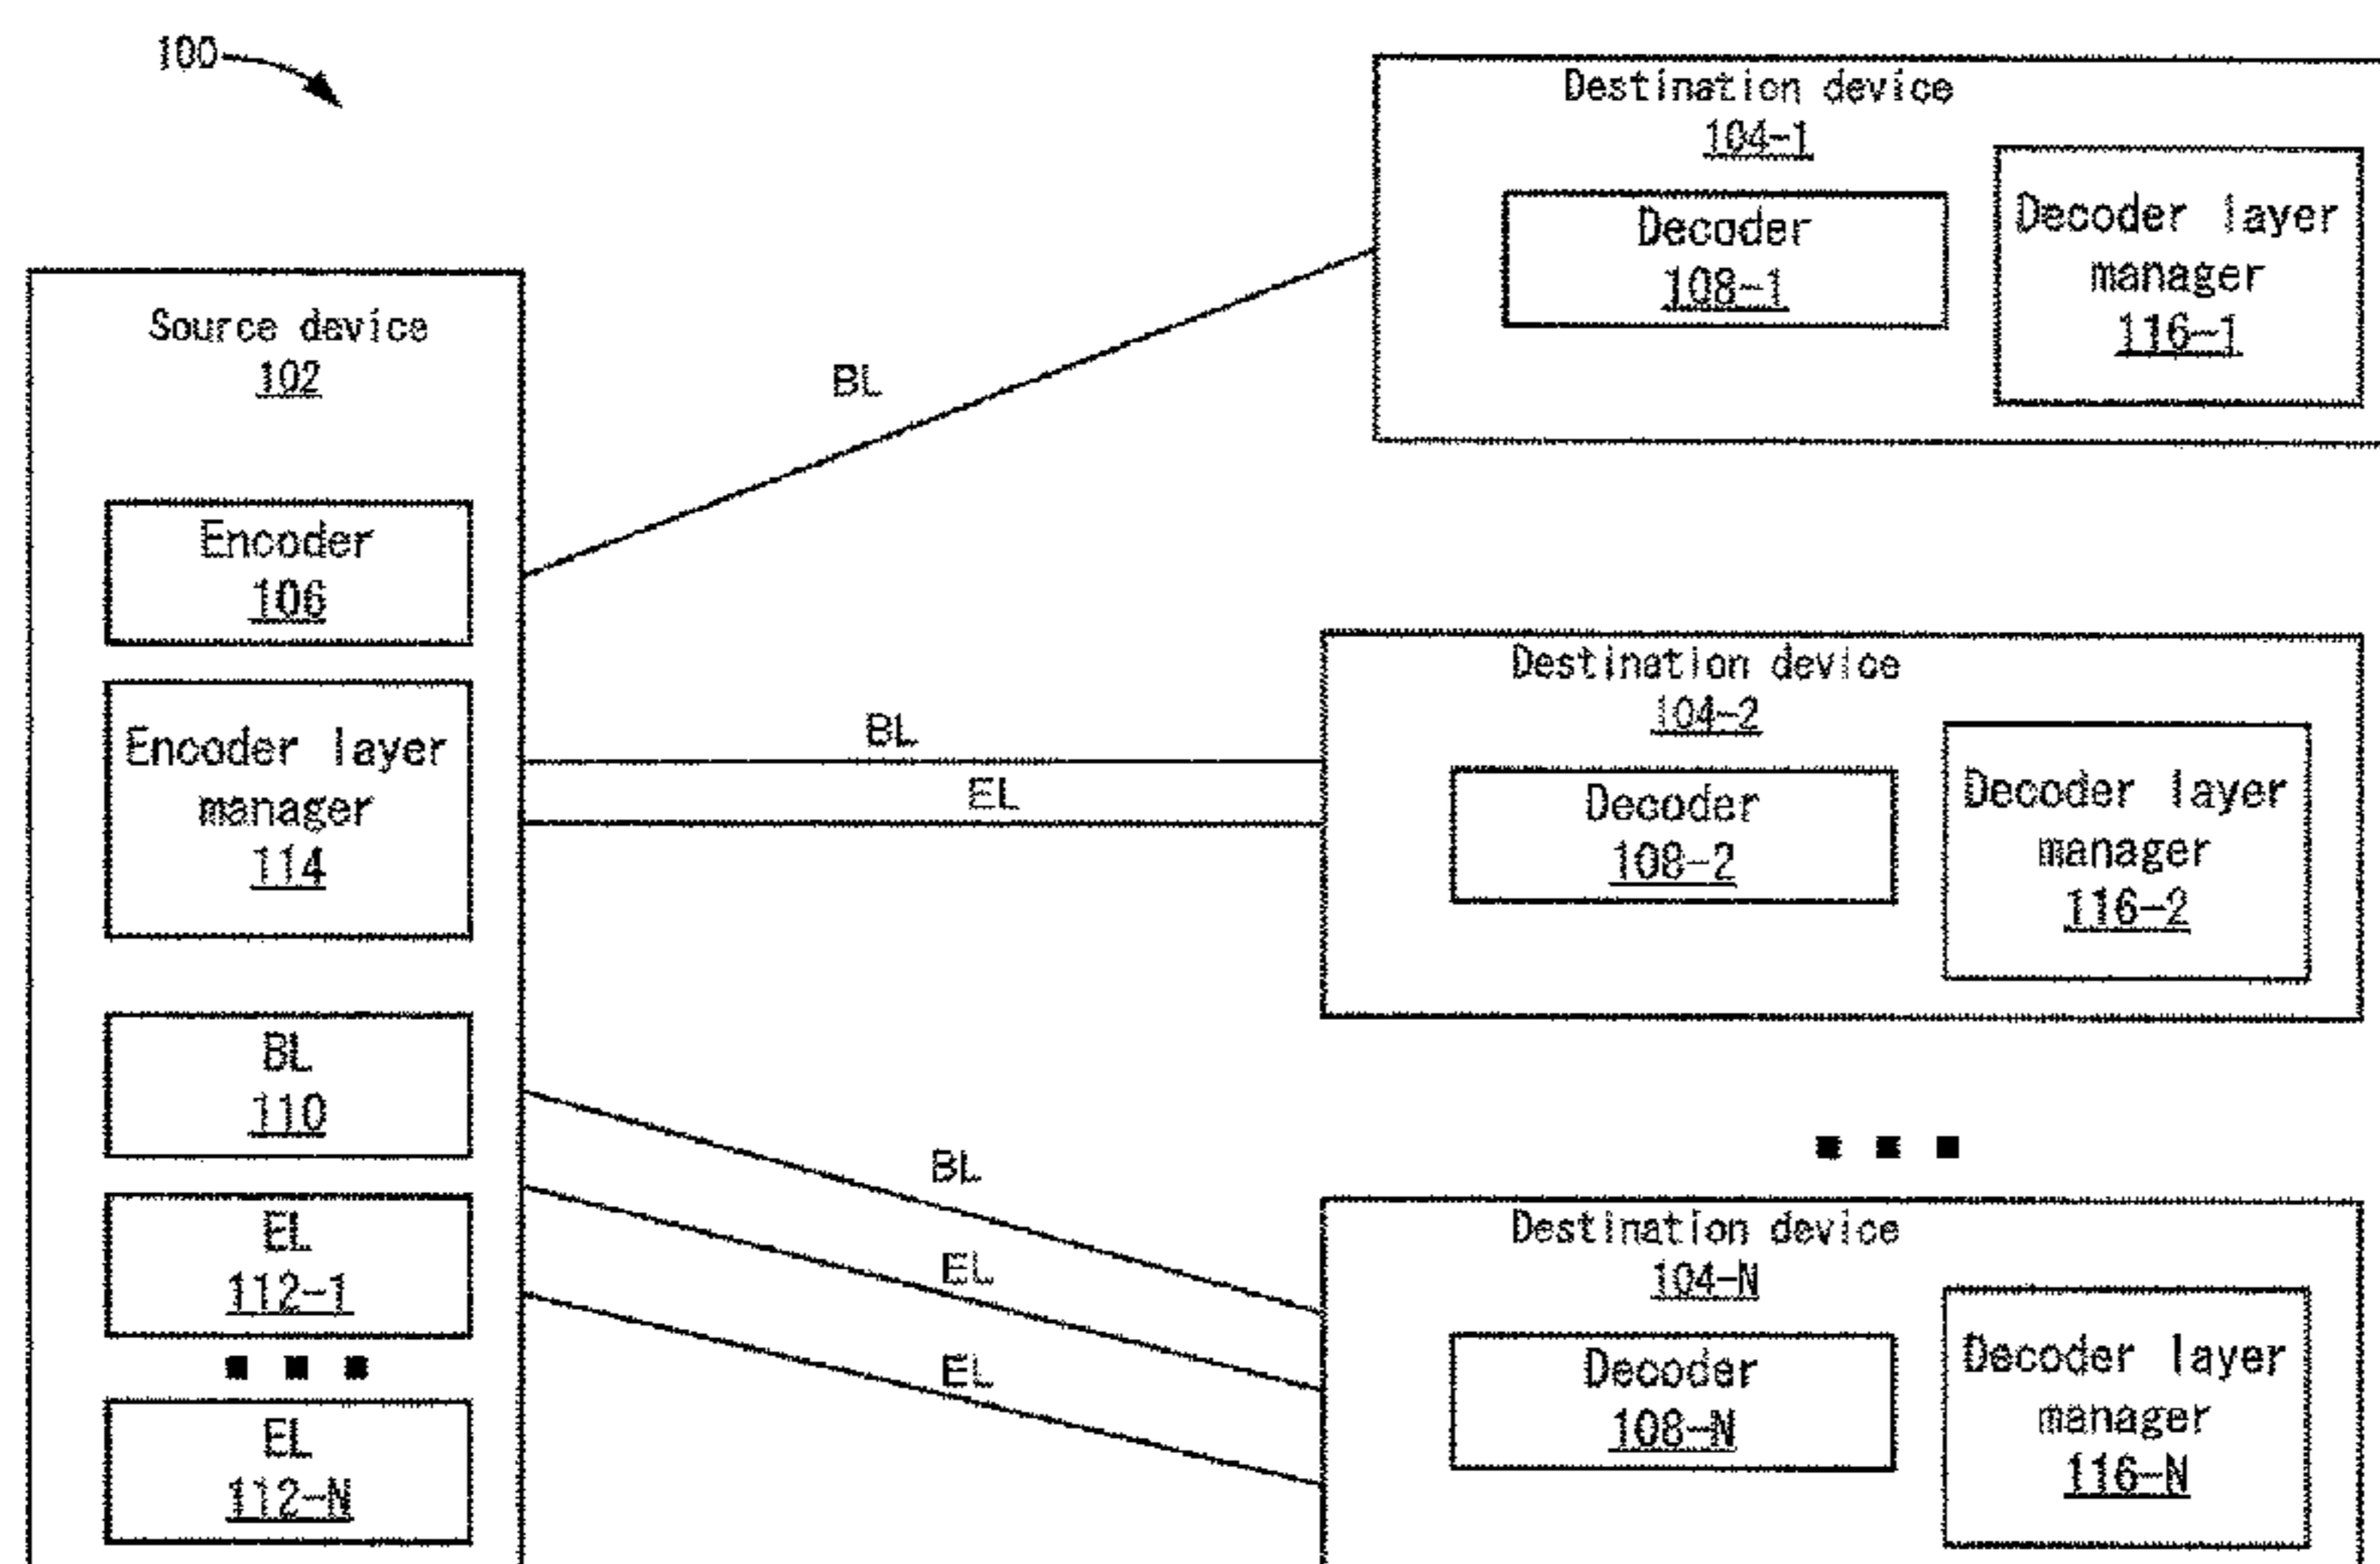 100
Source device
102
Encoder
106
Encoder layer
manager
114
BL
110
EL
112-1
EL
112-N
BL
BL
EL
BL
EL
EL
Destination device
104-1
Decoder
108-1
Decoder layer
manager
116-1
Destination device
104-2
Decoder
108-2
Decoder layer
manager
116-2
Destination device
104-N
Decoder
108-N
Decoder layer
manager
116-N